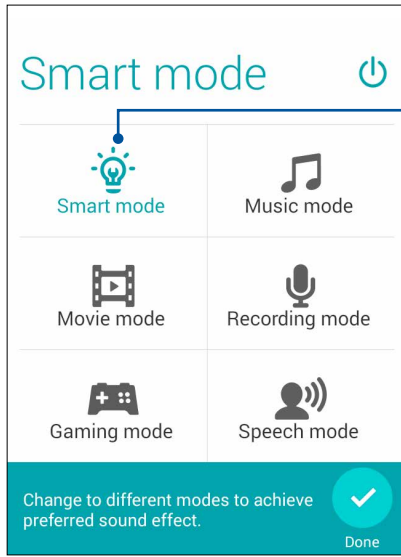 Smart mode
Smart mode
Music mode
Movie mode
Recording mode
Gaming mode
Speech mode
Change to different modes to achieve
preferred sound effect.
Done